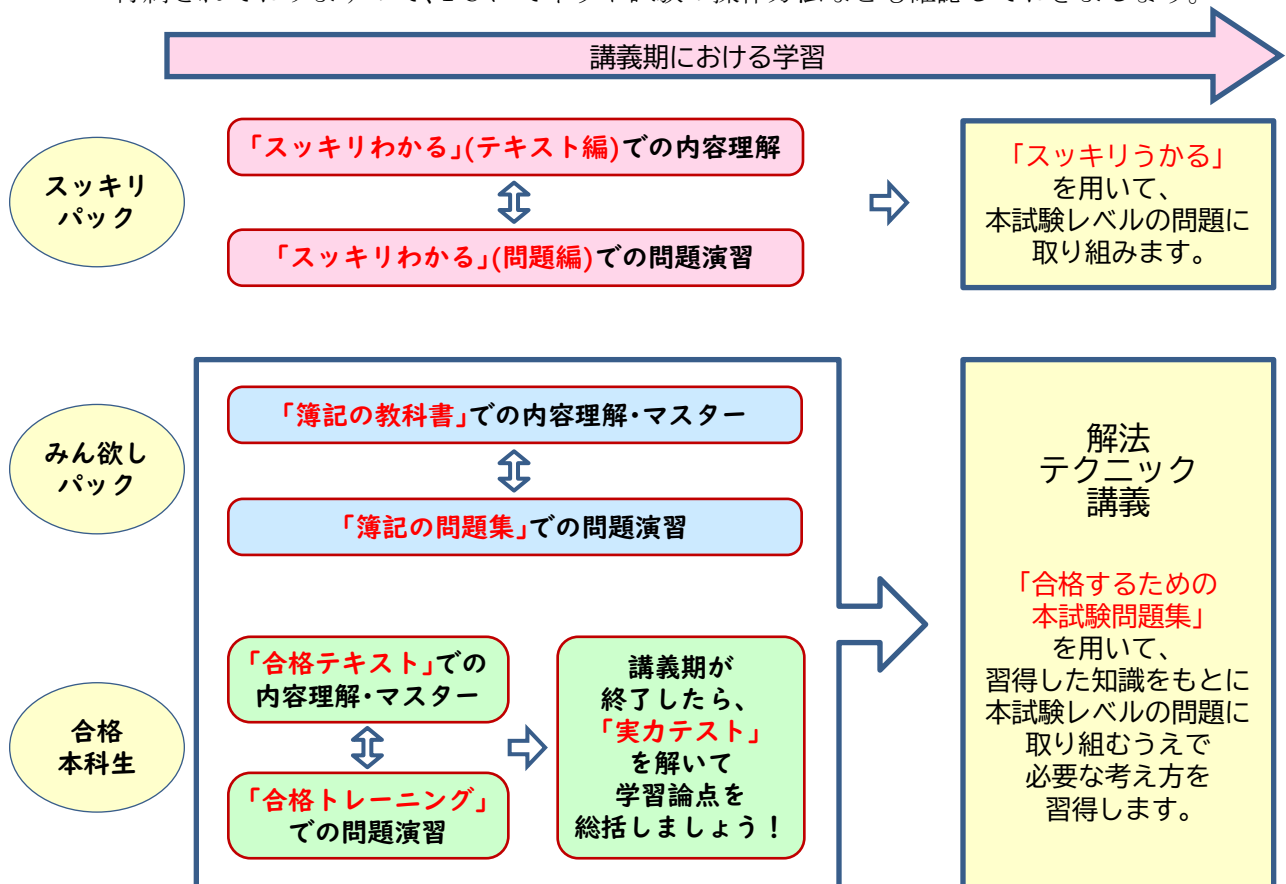 講義期における学習
スッキリ
パック
「スッキリわかる」(テキスト編)での内容理解
「スッキリわかる」(問題編)での問題演習
「スッキリうかる」
を用いて、
本試験レベルの問題に
取り組みます。
みん欲し
パック
「簿記の教科書」での内容理解・マスター
「簿記の問題集」での問題演習
合格
本科生
「合格テキスト」での
内容理解・マスター
「合格トレーニング」
での問題演習
講義期が
終了したら、
「実力テスト」
を解いて
学習論点を
総括しましょう！
解法
テクニック
講義
「合格するための
本試験問題集」
を用いて、
習得した知識をもとに
本試験レベルの問題に
取り組むうえで
必要な考え方を
習得します。